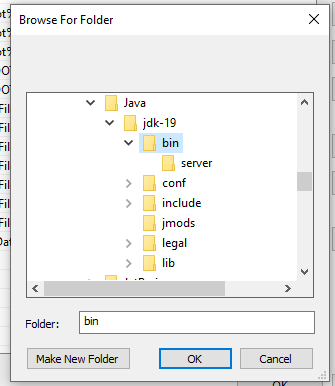 Browse For Folder
Java
jdk-19
bin
server
conf
include
jmods
legal
lib
Folder:
bin
Make New Folder
OK
Cancel